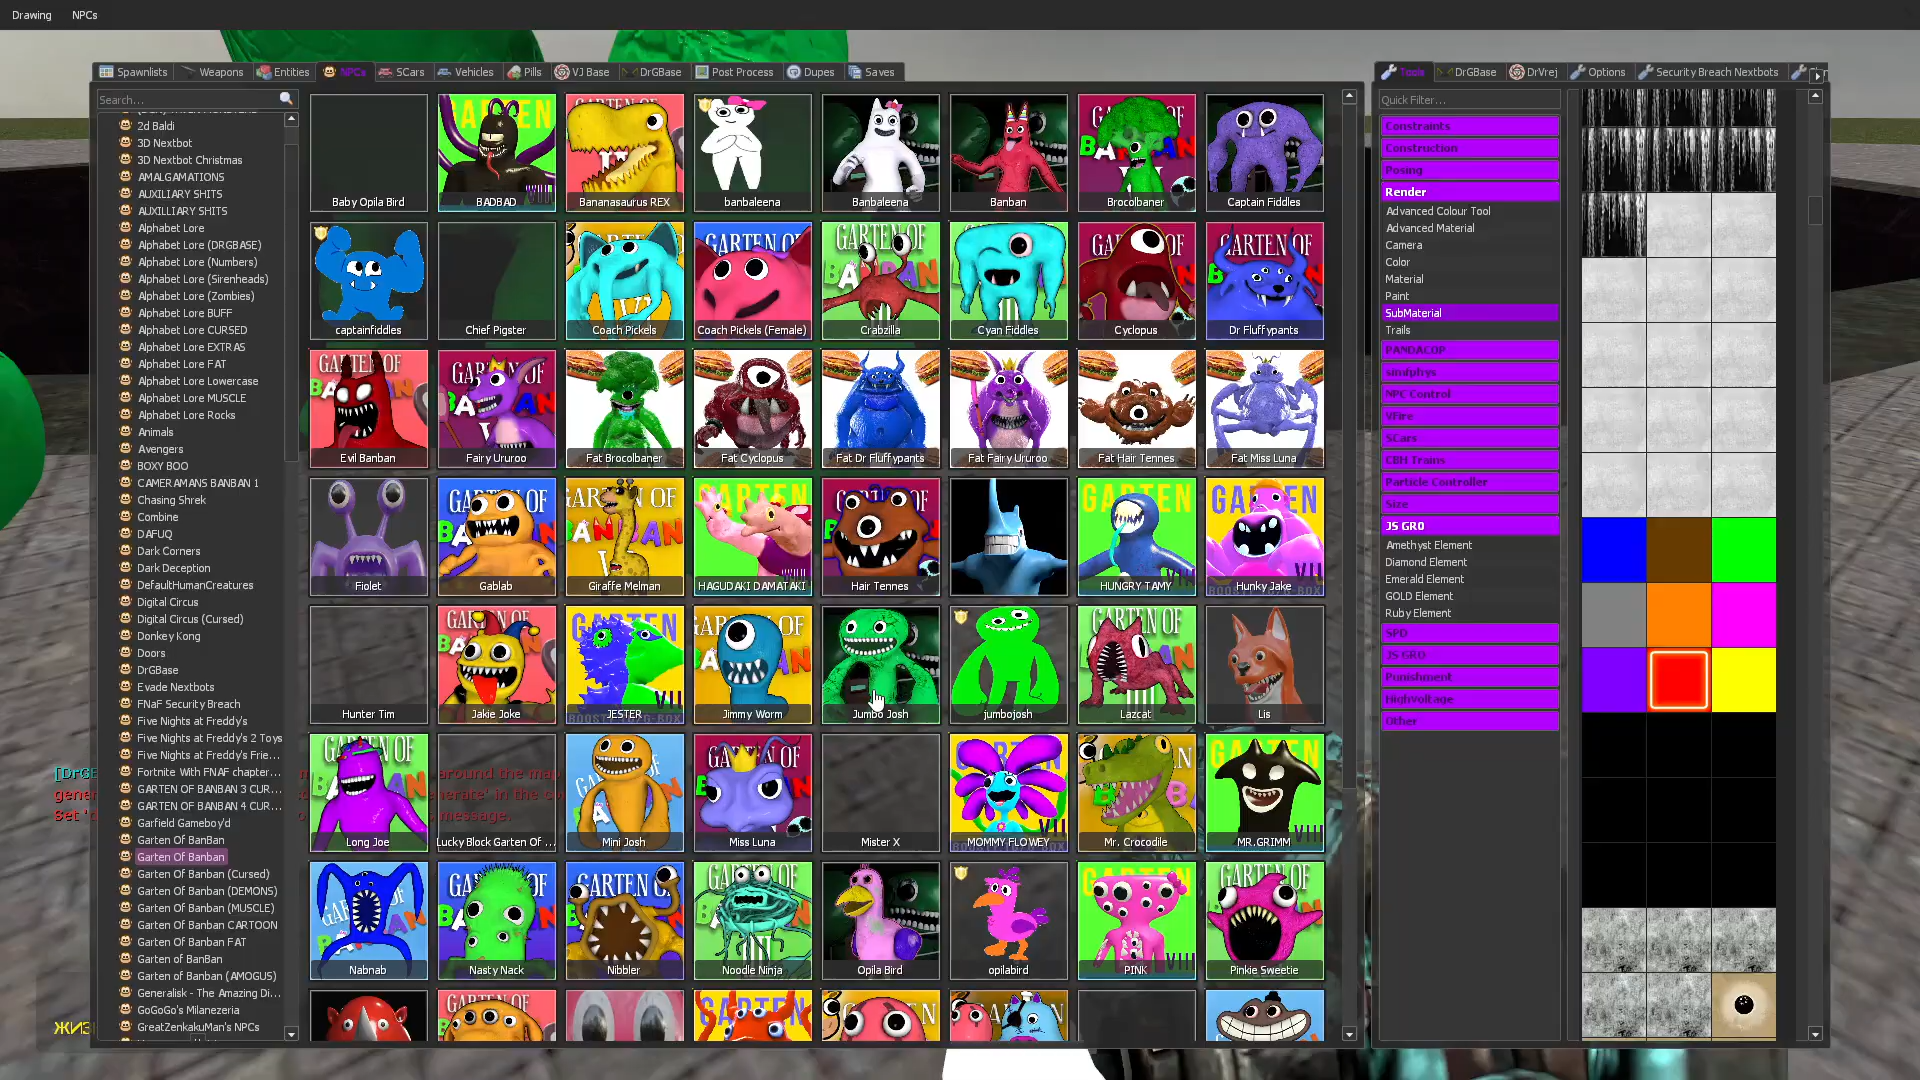 Drawing NPCs
Spawnlists Weapons Entities NPCs SCars Vehicles Pills VJ Base DrGBase Post Process Dupes Saves
Search...
2d Baldi
3D Nextbot
3D Nextbot Christmas
AMALGAMATIONS
AUXILIARY SHITS
AUXILLIARY SHITS
Alphabet Lore
Alphabet Lore (DRGBASE)
Alphabet Lore (Numbers)
Alphabet Lore (Sirenheads)
Alphabet Lore (Zombies)
Alphabet Lore BUFF
Alphabet Lore CURSED
Alphabet Lore EXTRAS
Alphabet Lore FAT
Alphabet Lore Lowercase
Alphabet Lore MUSCLE
Alphabet Lore Rocks
Animals
Avengers
BOXY BOO
CAMERAMANS BANBAN 1
Chasing Shrek
Combine
DAFUQ
Dark Corners
Dark Deception
DefaultHumanCreatures
Digital Circus
Digital Circus (Cursed)
Donkey Kong
Doors
DrGBase
Evade Nextbots
FNaF Security Breach
Five Nights at Freddy's
Five Nights at Freddy's 2 Toys
Five Nights at Freddy's Frie...
Fortnite With FNAF chapter...
GARTEN OF BANBAN 3 CUR...
GARTEN OF BANBAN 4 CUR...
Garfield Gameboy'd
Garten Of BanBan
Garten Of Banban
Garten Of Banban (Cursed)
Garten Of Banban (DEMONS)
Garten Of Banban (MUSCLE)
Garten Of Banban CARTOON
Garten Of Banban FAT
Garten of BanBan
Garten of Banban (AMOGUS)
Generalisk - The Amazing Di...
GoGoGo's Milanezeria
GreatZenkakuMan's NPCs
Baby Opila Bird BADBAD Bananasaurus REX banbaleena Banbaleena Banban Brocolbaner Captain Fiddles
captainfiddles Chief Pigster Coach Pickels Coach Pickels (Female) Crabzilla Cyan Fiddles Cyclopus Dr Fluffypants
Evil Banban Fairy Ururoo Fat Brocolbaner Fat Cyclopus Fat Dr Fluffypants Fat Fairy Ururoo Fat Hair Tennes Fat Miss Luna
Fiolet Gablab Giraffe Melman HAGUDAKI DAMATAKI Hair Tennes HUNGRY TAMY Hunky Jake
Hunter Tim Jakie Joke JESTER Jimmy Worm Jumbo Josh jumbojosh Lazcat Lis
Long Joe Lucky Block Garten Of ... Mini Josh Miss Luna Mister X MOMMY FLOWEY Mr. Crocodile MR.GRIMM
Nabnab Nasty Nack Nibbler Noodle Ninja Opila Bird opilabird PINK Pinkie Sweetie
around the ma
message.
ЖИЗ
Tools DrGBase DrVrej Options Security Breach Nextbots
Quick Filter...
Constraints
Construction
Posing
Render
Advanced Colour Tool
Advanced Material
Camera
Color
Material
Paint
SubMaterial
Trails
PANDACOP
simfphys
NPC Control
VFire
SCars
CBH Trains
Particle Controller
Size
JS GRO
Amethyst Element
Diamond Element
Emerald Element
GOLD Element
Ruby Element
SPD
JS GRO
Punishment
Highvoltage
Other